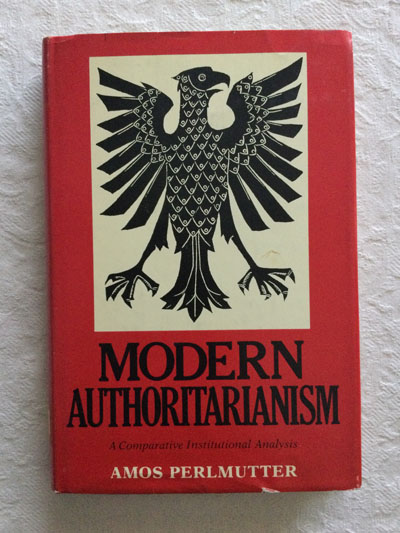 MODERN
AUTHORITARIANISM
A Comparative Institutional Analysis
AMOS PERLMUTTER